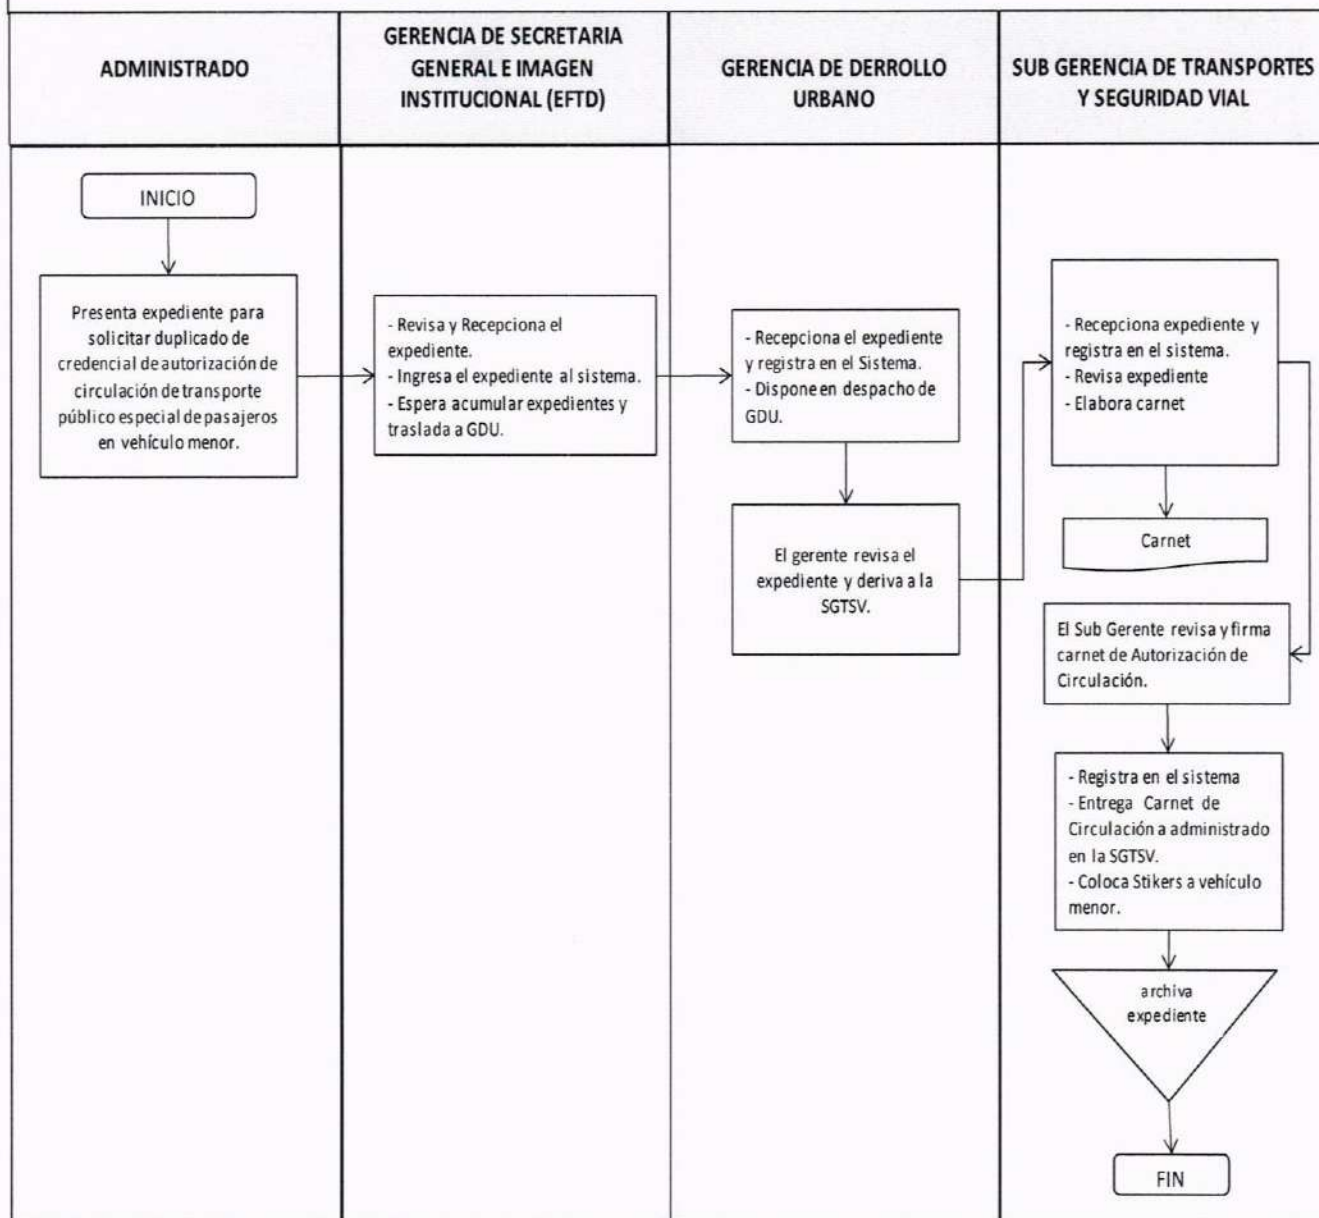 ADMINISTRADO
GERENCIA DE SECRETARIA
GENERAL E IMAGEN
INSTITUCIONAL (EFTD)
GERENCIA DE DERROLLO
URBANO
SUB GERENCIA DE TRANSPORTES
Y SEGURIDAD VIAL
INICIO
Presenta expediente para
solicitar duplicado de
credencial de autorización de
circulación de transporte
público especial de pasajeros
en vehículo menor.
- Revisa y Recepciona el
expediente.
- Ingresa el expediente al sistema.
- Espera acumular expedientes y
traslada a GDU.
- Recepciona el expediente
y registra en el Sistema.
- Dispone en despacho de
GDU.
El gerente revisa el
expediente y deriva a la
SGTSV.
- Recepciona expediente y
registra en el sistema.
- Revisa expediente
- Elabora carnet
Carnet
El Sub Gerente revisa y firma
carnet de Autorización de
Circulación.
- Registra en el sistema
- Entrega Carnet de
Circulación a administrado
en la SGTSV.
- Coloca Stikers a vehículo
menor.
archiva
expediente
FIN